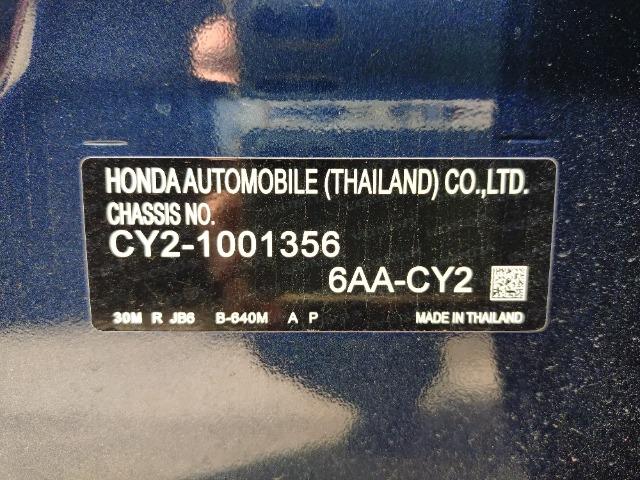 HONDA AUTOMOBILE (THAILAND) CO.,LTD.
CHASSIS NO.
CY2-1001356
6AA-CY2
30M R JB6 B-640M A P MADE IN THAILAND